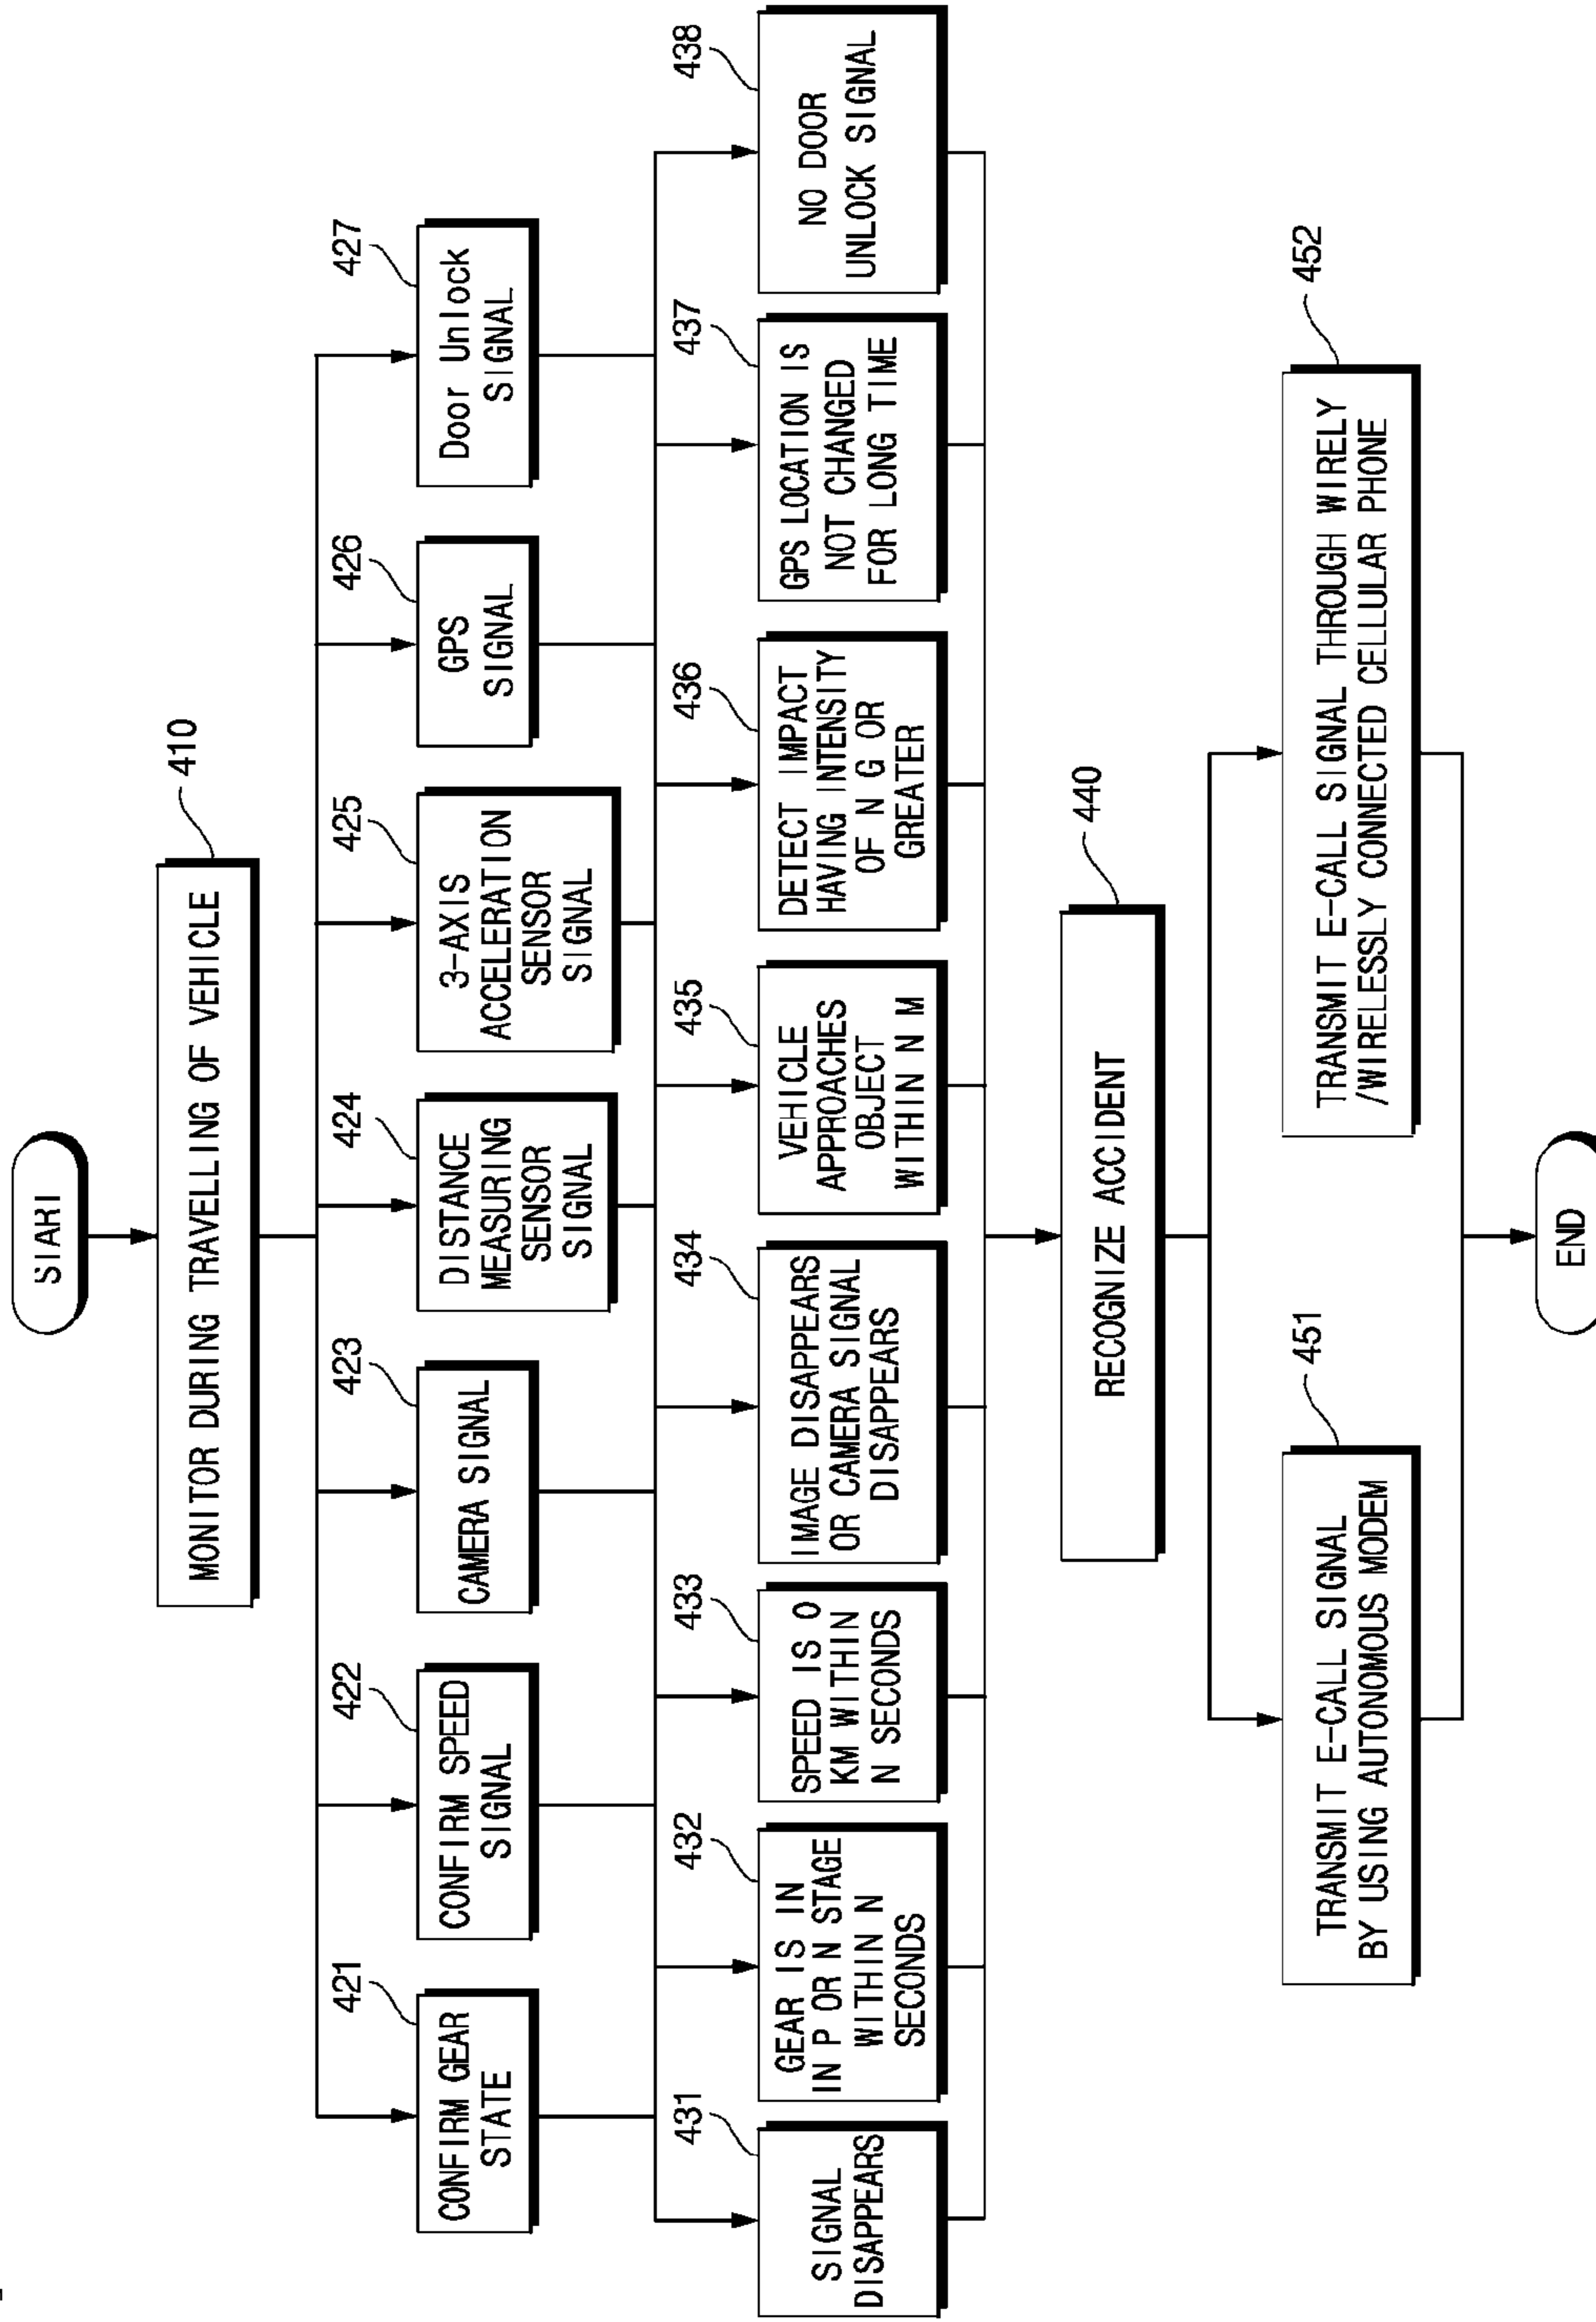 START
410
MONITOR DURING TRAVELLING OF VEHICLE
421
CONFIRM GEAR
STATE
422
CONFIRM SPEED
SIGNAL
423
CAMERA SIGNAL
424
DISTANCE
MEASURING
SENSOR
SIGNAL
425
3-AXIS
ACCELERATION
SENSOR
SIGNAL
426
GPS
SIGNAL
427
Door Unlock
SIGNAL
431
SIGNAL
DISAPPEARS
432
GEAR IS IN
IN P OR N STAGE
WITHIN N
SECONDS
433
SPEED IS 0
KM WITHIN
N SECONDS
434
IMAGE DISAPPEARS
OR CAMERA SIGNAL
DISAPPEARS
435
VEHICLE
APPROACHES
OBJECT
WITHIN N M
436
DETECT IMPACT
HAVING INTENSITY
OF N G OR
GREATER
437
GPS LOCATION IS
NOT CHANGED
FOR LONG TIME
438
NO DOOR
UNLOCK SIGNAL
440
RECOGNIZE ACCIDENT
451
TRANSMIT E-CALL SIGNAL
BY USING AUTONOMOUS MODEM
452
TRANSMIT E-CALL SIGNAL THROUGH WIRELY
/WIRELESSLY CONNECTED CELLULAR PHONE
END